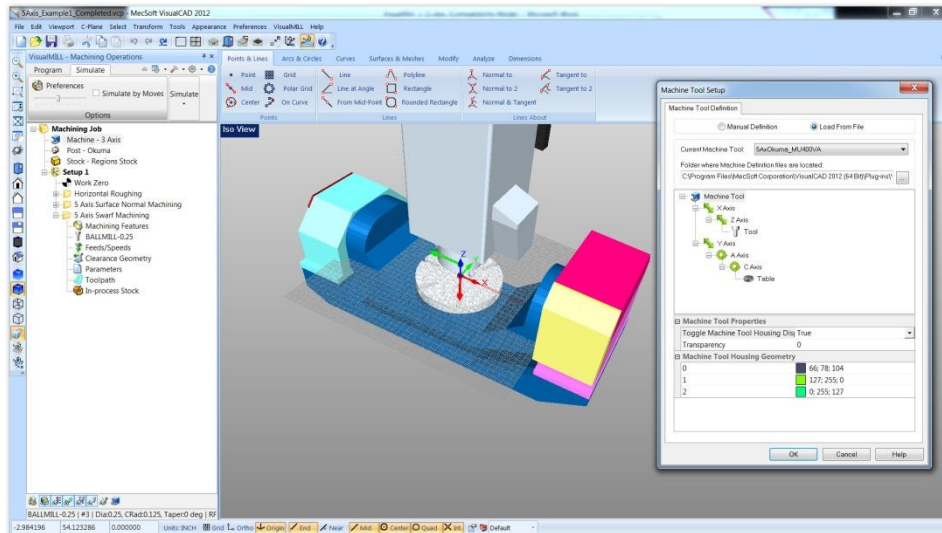 5Axis_Example1_Completed.vcp - MecSoft VisualCAD 2012
File Edit Viewport C-Plane Select Transform Tools Appearance Preferences VisualMILL Help
VisualMILL - Machining Operations
Program Simulate
Preferences
Simulate by Moves
Simulate
Options
Machining Job
Machine - 3 Axis
Post - Okuma
Stock - Regions Stock
Setup 1
Work Zero
Horizontal Roughing
5 Axis Surface Normal Machining
5 Axis Swarf Machining
Machining Features
BALLMILL-0.25
Feeds/Speeds
Clearance Geometry
Parameters
Toolpath
In-process Stock
BALLMILL-0.25 | #3 | Dia:0.25, CRad:0.125, Taper:0 deg | RF
Points & Lines Arcs & Circles Curves Surfaces & Meshes Modify Analyze Dimensions
Point Grid Line Polyline Normal to Tangent to
Mid Polar Grid Line at Angle Rectangle Normal to 2 Tangent to 2
Center On Curve From Mid-Point Rounded Rectangle Normal & Tangent
Points Lines Lines About
Iso View
Z
Y
X
Machine Tool Setup
Machine Tool Definition
Manual Definition Load From File
Current Machine Tool: 5AxOkuma_MU400VA
Folder where Machine Definition files are located:
C:\Program Files\MecSoft Corporation\VisualCAD 2012 (64 Bit)\Plug-ins\
...
Machine Tool
X Axis
Z Axis
Tool
Y Axis
A Axis
C Axis
Table
Machine Tool Properties
Toggle Machine Tool Housing Disp True
Transparency 0
Machine Tool Housing Geometry
0 66; 78; 104
1 127; 255; 0
2 0; 255; 127
OK Cancel Help
-2.984196 54.123286 0.000000 Units: INCH Grid Ortho Origin End Near Mid Center Quad Int. Default